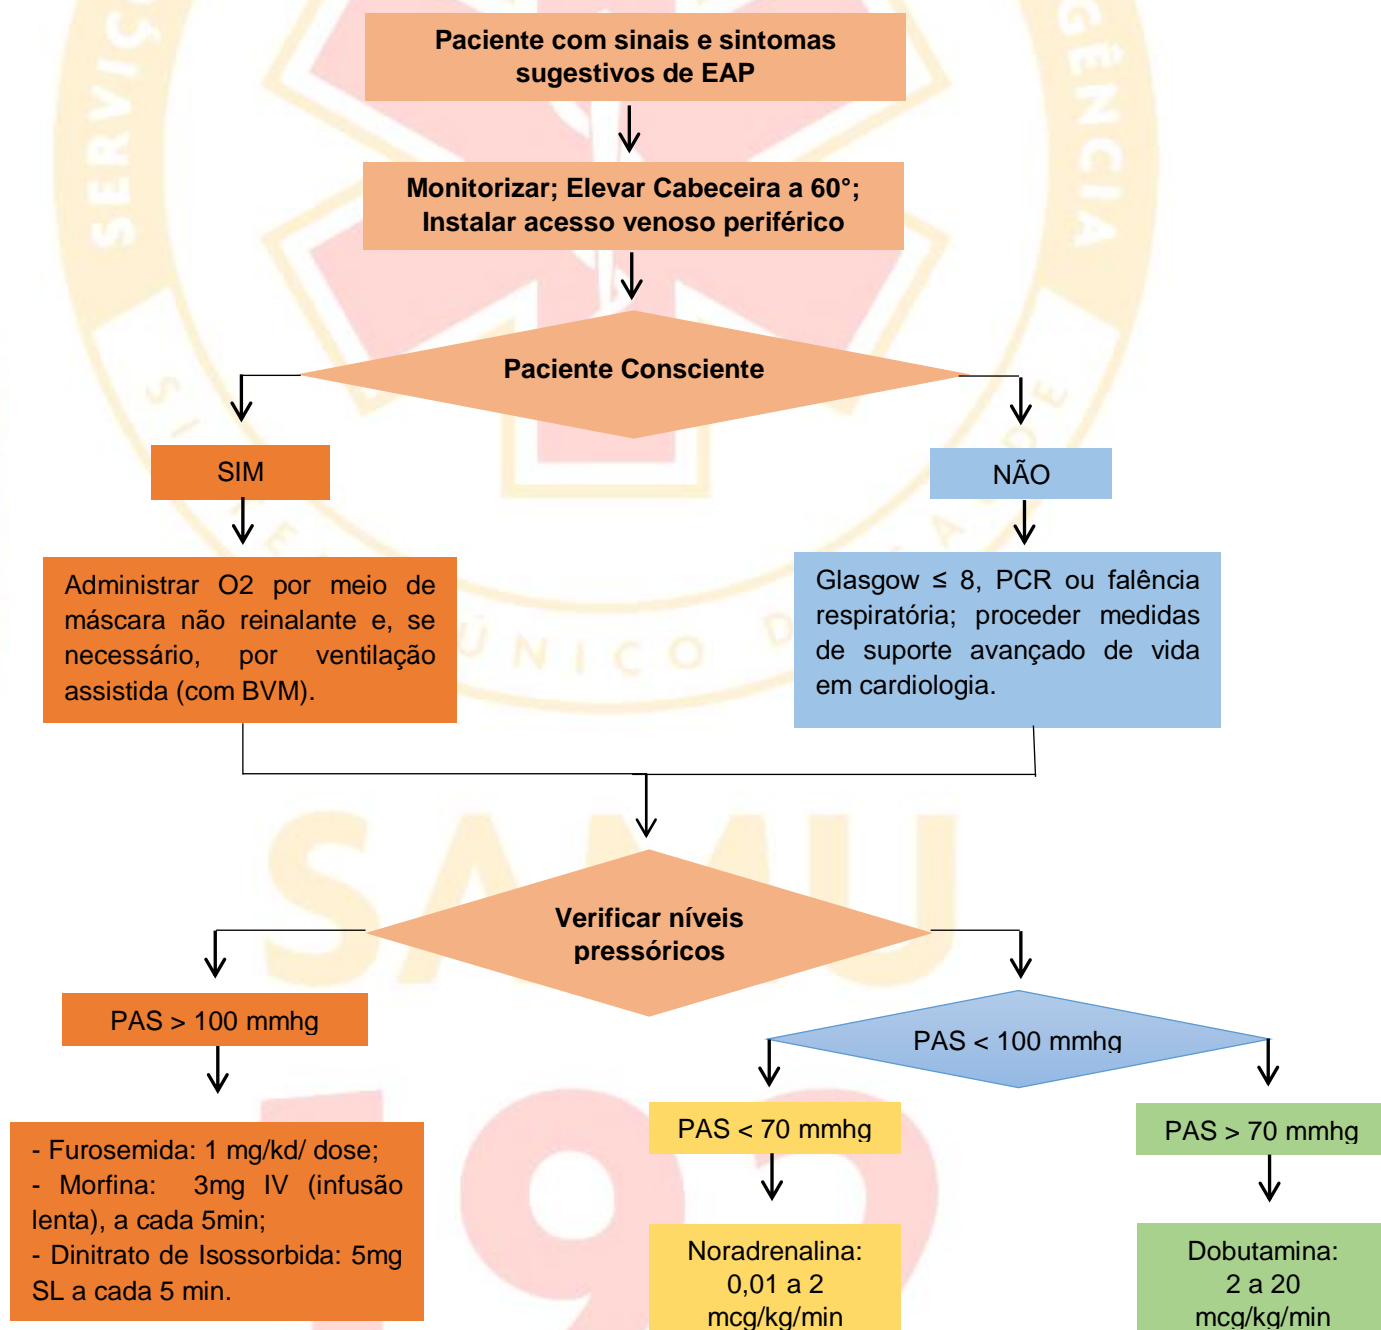 Paciente com sinais e sintomas
sugestivos de EAP
Monitorizar; Elevar Cabeceira a 60°;
Instalar acesso venoso periférico
Paciente Consciente
SIM
NÃO
Administrar O2 por meio de
máscara não reinalante e, se
necessário, por ventilação
assistida (com BVM).
Glasgow ≤ 8, PCR ou falência
respiratória; proceder medidas
de suporte avançado de vida
em cardiologia.
Verificar níveis
pressóricos
PAS > 100 mmhg
PAS < 100 mmhg
PAS < 70 mmhg
PAS > 70 mmhg
- Furosemida: 1 mg/kd/ dose;
- Morfina: 3mg IV (infusão
lenta), a cada 5min;
- Dinitrato de Isossorbida: 5mg
SL a cada 5 min.
Noradrenalina:
0,01 a 2
mcg/kg/min
Dobutamina:
2 a 20
mcg/kg/min
SERVIÇO
GÊNCIA
ÚNICO
SAMU
192